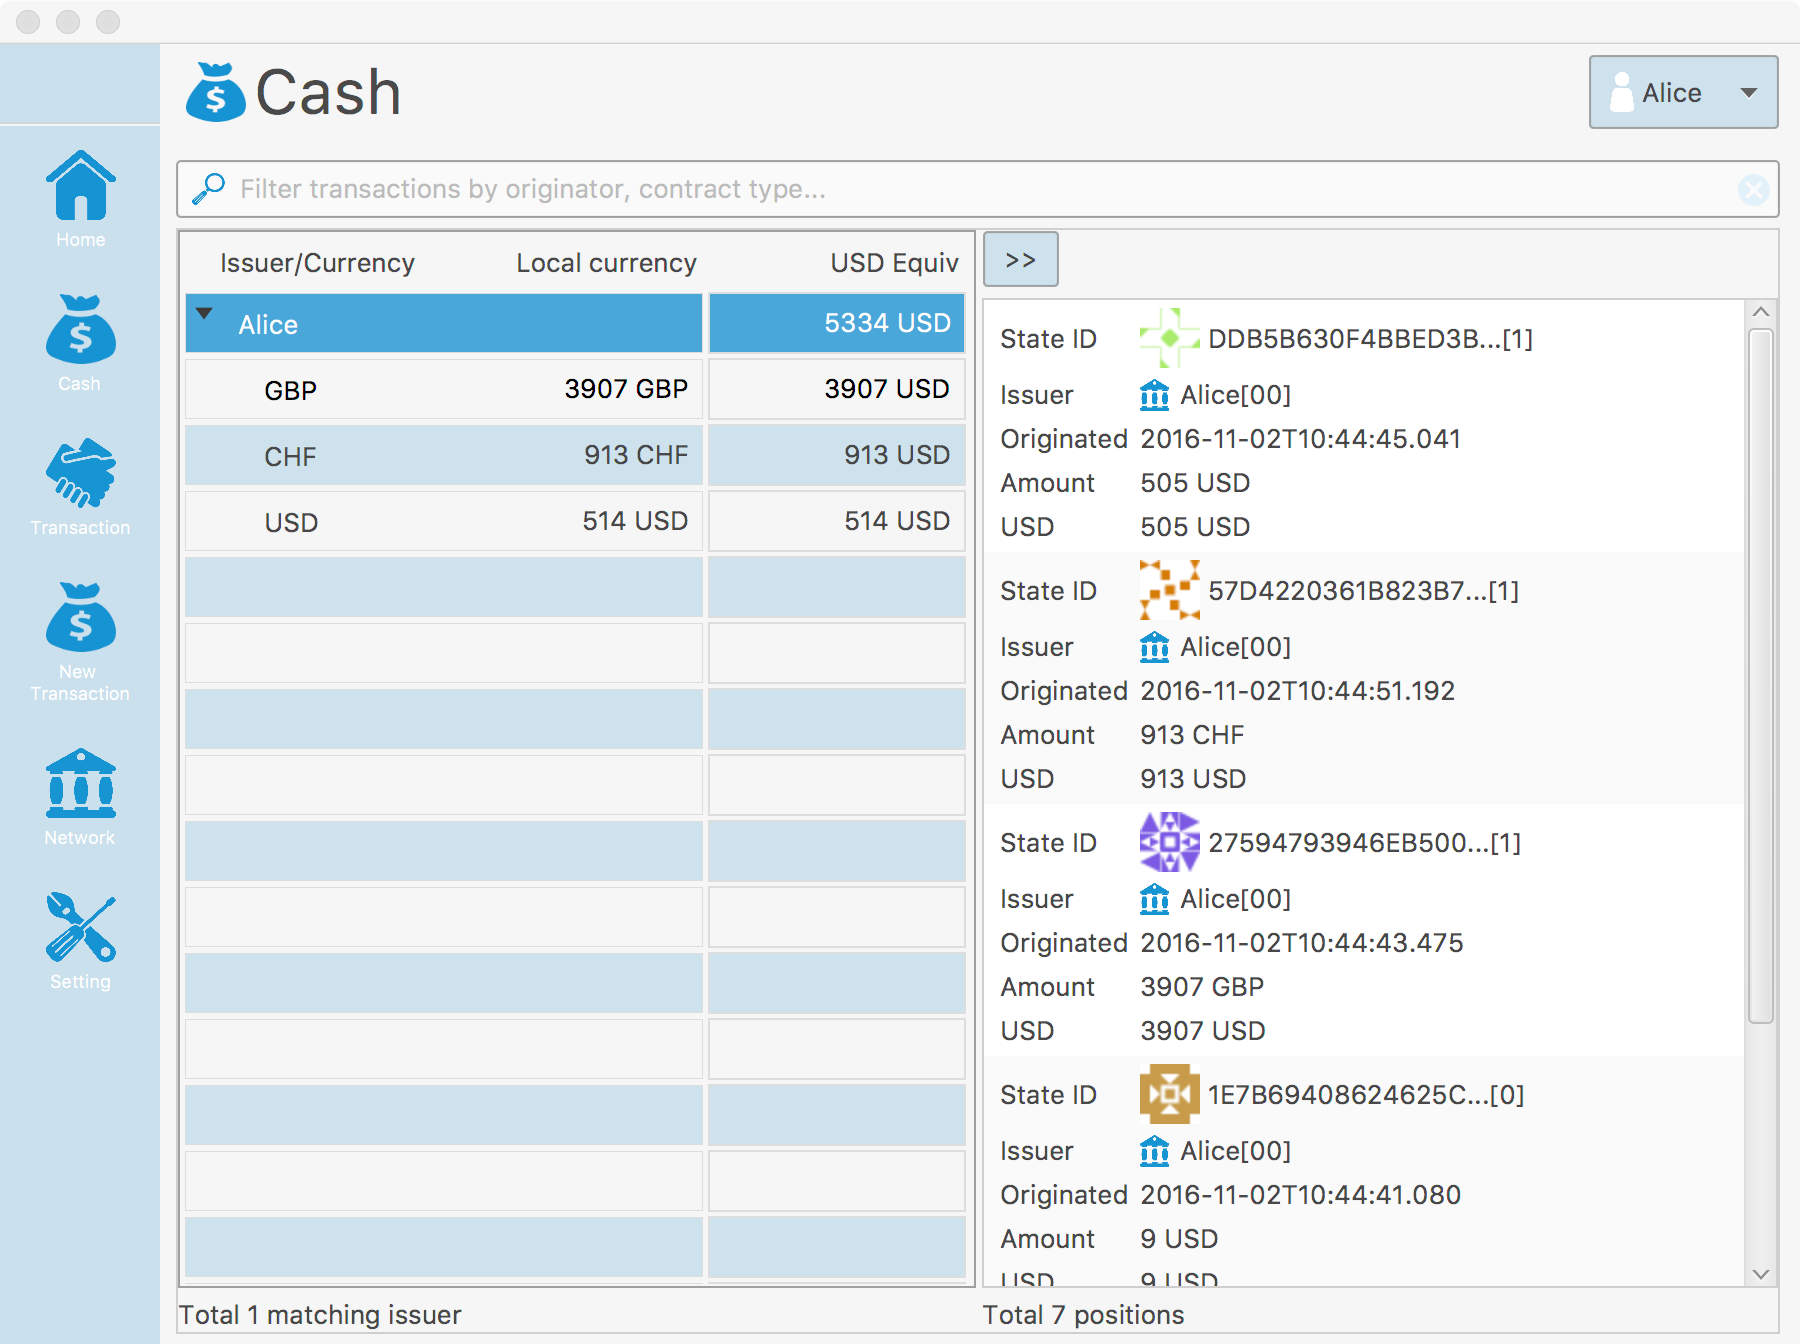 Cash
Alice
Home
Cash
Transaction
New
Transaction
Network
Setting
Filter transactions by originator, contract type...
Issuer/Currency Local currency USD Equiv
Alice 5334 USD
GBP 3907 GBP 3907 USD
CHF 913 CHF 913 USD
USD 514 USD 514 USD
Total 1 matching issuer
>>
State ID DDB5B630F4BBED3B...[1]
Issuer Alice[00]
Originated 2016-11-02T10:44:45.041
Amount 505 USD
USD 505 USD
State ID 57D4220361B823B7...[1]
Issuer Alice[00]
Originated 2016-11-02T10:44:51.192
Amount 913 CHF
USD 913 USD
State ID 27594793946EB500...[1]
Issuer Alice[00]
Originated 2016-11-02T10:44:43.475
Amount 3907 GBP
USD 3907 USD
State ID 1E7B69408624625C...[0]
Issuer Alice[00]
Originated 2016-11-02T10:44:41.080
Amount 9 USD
USD 9 USD
Total 7 positions